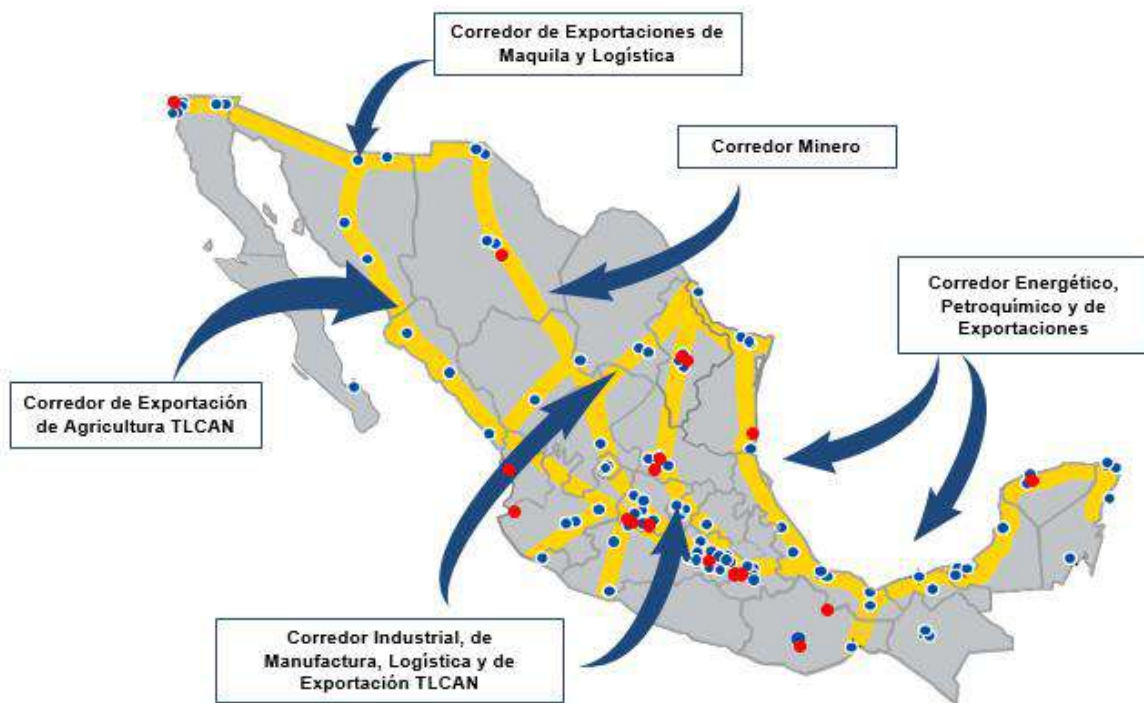 Corredor de Exportaciones de
Maquila y Logística
Corredor Minero
Corredor Energético,
Petroquímico y de
Exportaciones
Corredor de Exportación
de Agricultura TLCAN
Corredor Industrial, de
Manufactura, Logística y de
Exportación TLCAN